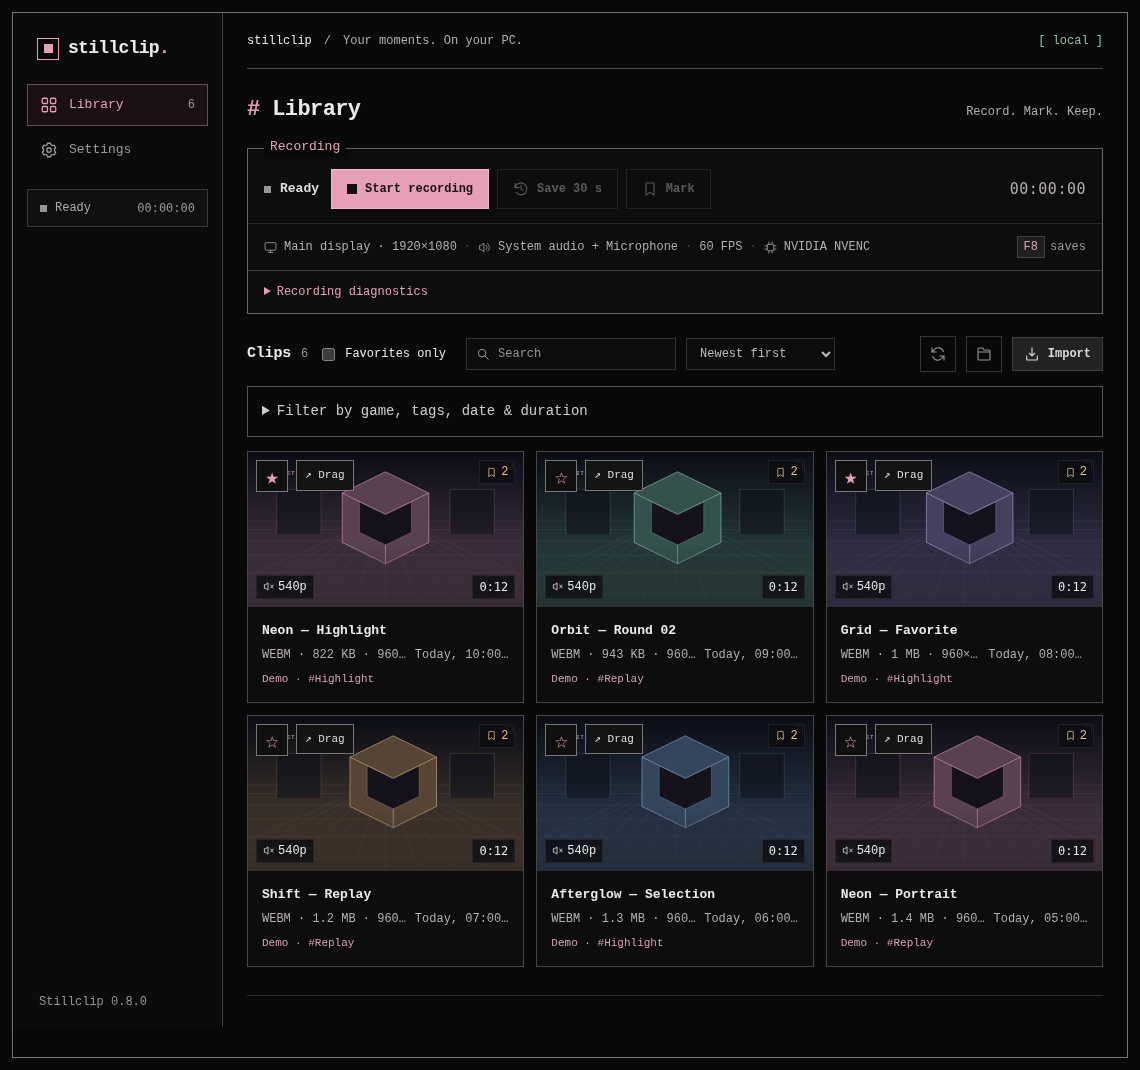 stillclip.
Library 6
Settings
Ready 00:00:00
Stillclip 0.8.0
stillclip / Your moments. On your PC.
[ local ]
# Library
Record. Mark. Keep.
Recording
Ready
Start recording
Save 30 s
Mark
00:00:00
Main display · 1920×1080 · System audio + Microphone · 60 FPS · NVIDIA NVENC
F8 saves
Recording diagnostics
Clips 6
Favorites only
Search
Newest first
Import
Filter by game, tags, date & duration
★ ↗ Drag 2
540p 0:12
Neon — Highlight
WEBM · 822 KB · 960… Today, 10:00…
Demo · #Highlight
☆ ↗ Drag 2
540p 0:12
Orbit — Round 02
WEBM · 943 KB · 960… Today, 09:00…
Demo · #Replay
★ ↗ Drag 2
540p 0:12
Grid — Favorite
WEBM · 1 MB · 960×… Today, 08:00…
Demo · #Highlight
☆ ↗ Drag 2
540p 0:12
Shift — Replay
WEBM · 1.2 MB · 960… Today, 07:00…
Demo · #Replay
☆ ↗ Drag 2
540p 0:12
Afterglow — Selection
WEBM · 1.3 MB · 960… Today, 06:00…
Demo · #Highlight
☆ ↗ Drag 2
540p 0:12
Neon — Portrait
WEBM · 1.4 MB · 960… Today, 05:00…
Demo · #Replay